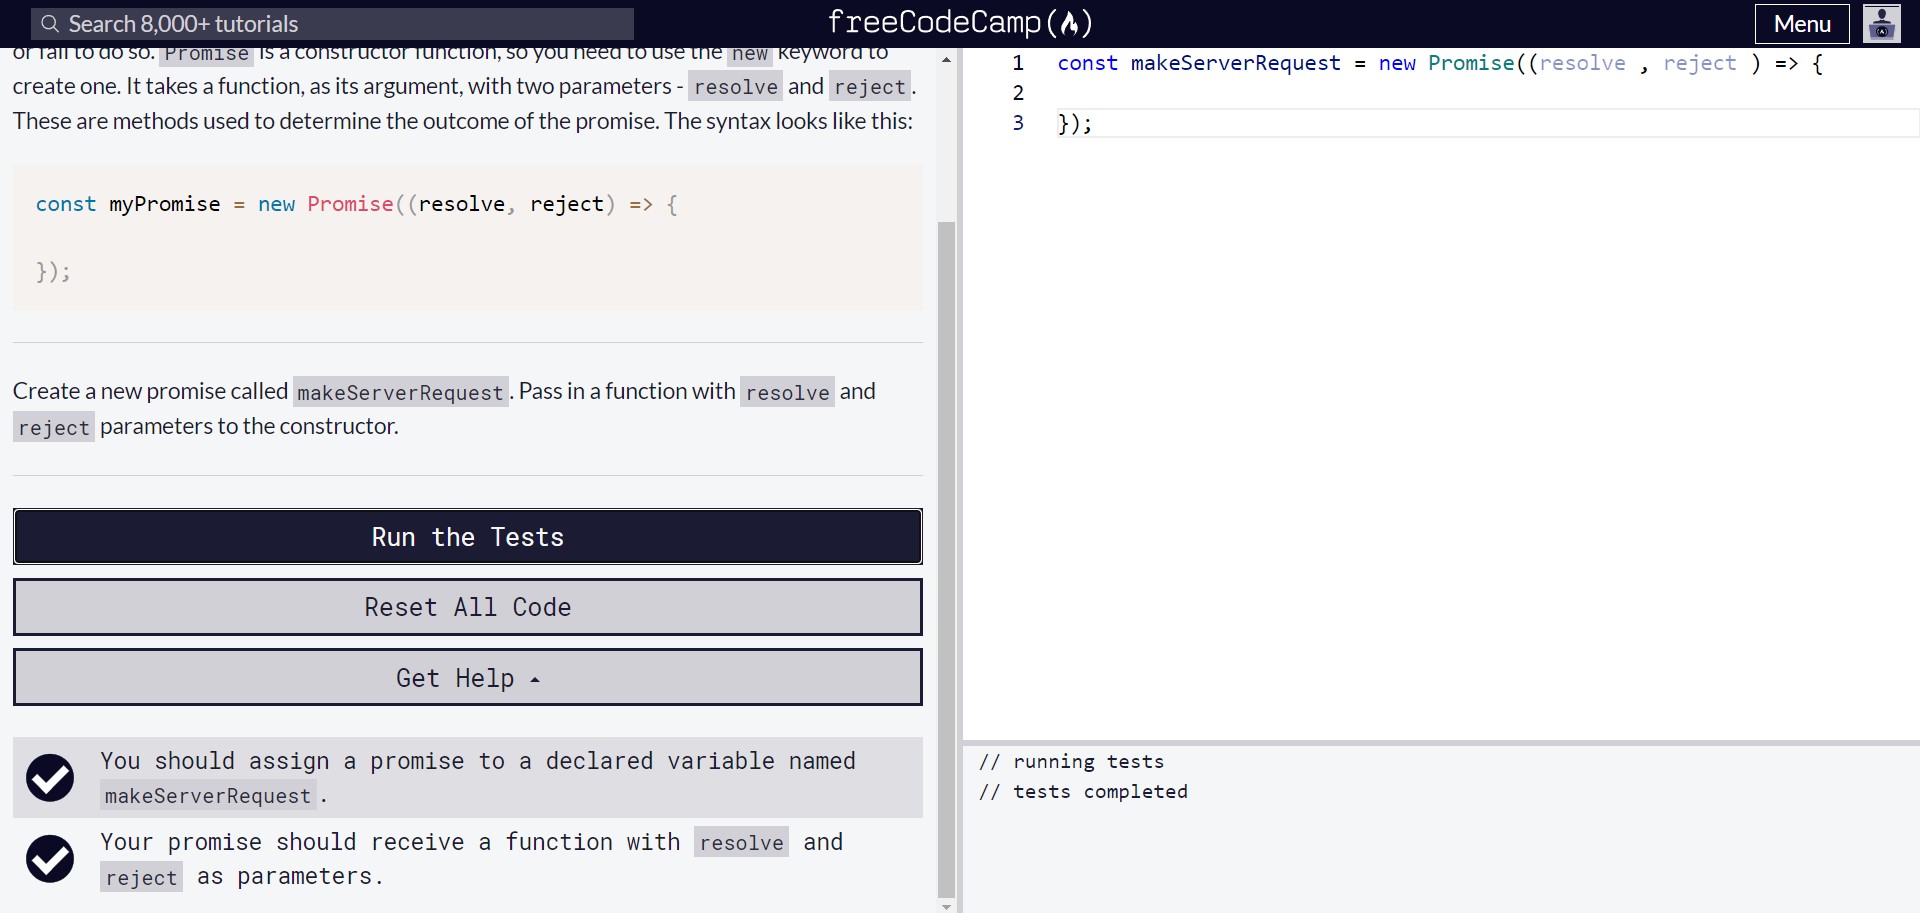 Search 8,000+ tutorials
freeCodeCamp
Menu
or fail to do so. Promise is a constructor function, so you need to use the new keyword to
create one. It takes a function, as its argument, with two parameters - resolve and reject.
These are methods used to determine the outcome of the promise. The syntax looks like this:
const myPromise = new Promise((resolve, reject) => {
});
Create a new promise called makeServerRequest. Pass in a function with resolve and
reject parameters to the constructor.
Run the Tests
Reset All Code
Get Help
You should assign a promise to a declared variable named
makeServerRequest.
Your promise should receive a function with resolve and
reject as parameters.
1 const makeServerRequest = new Promise((resolve , reject ) => {
2
3 });
// running tests
// tests completed